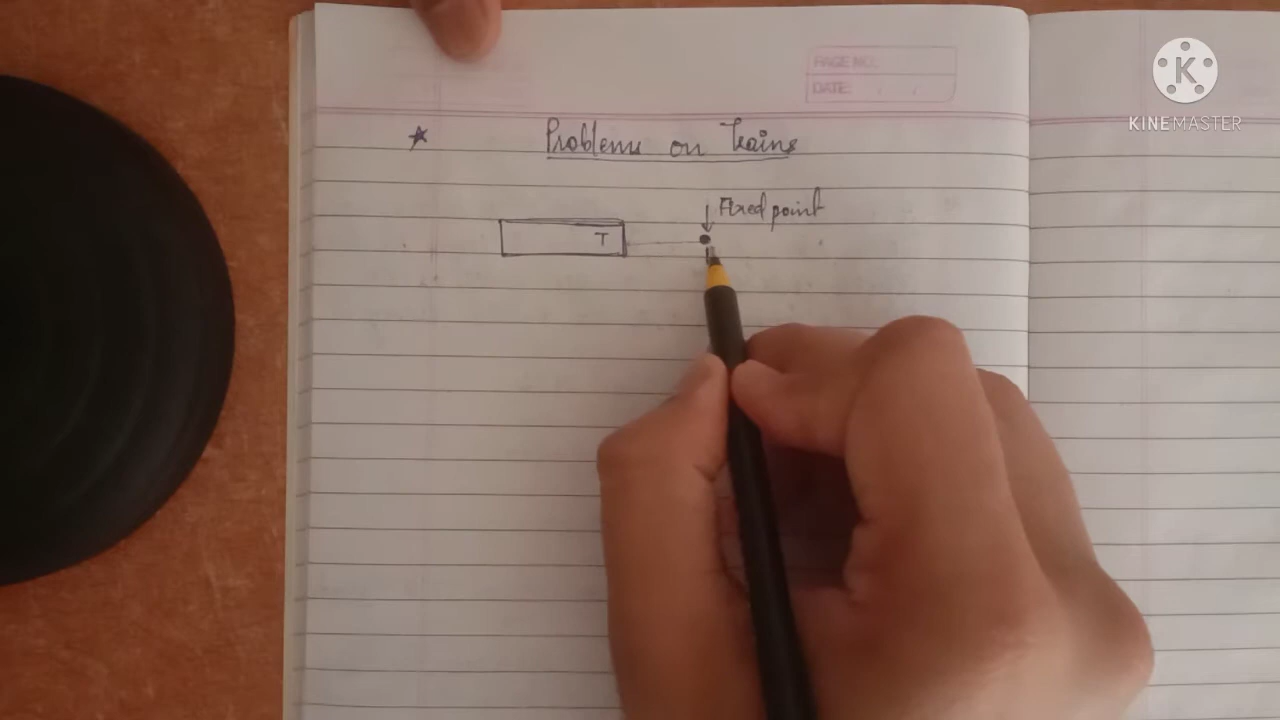 PAGE NO.
DATE:
K
KINEMASTER
★ Problems on Trains
Fixed point
T